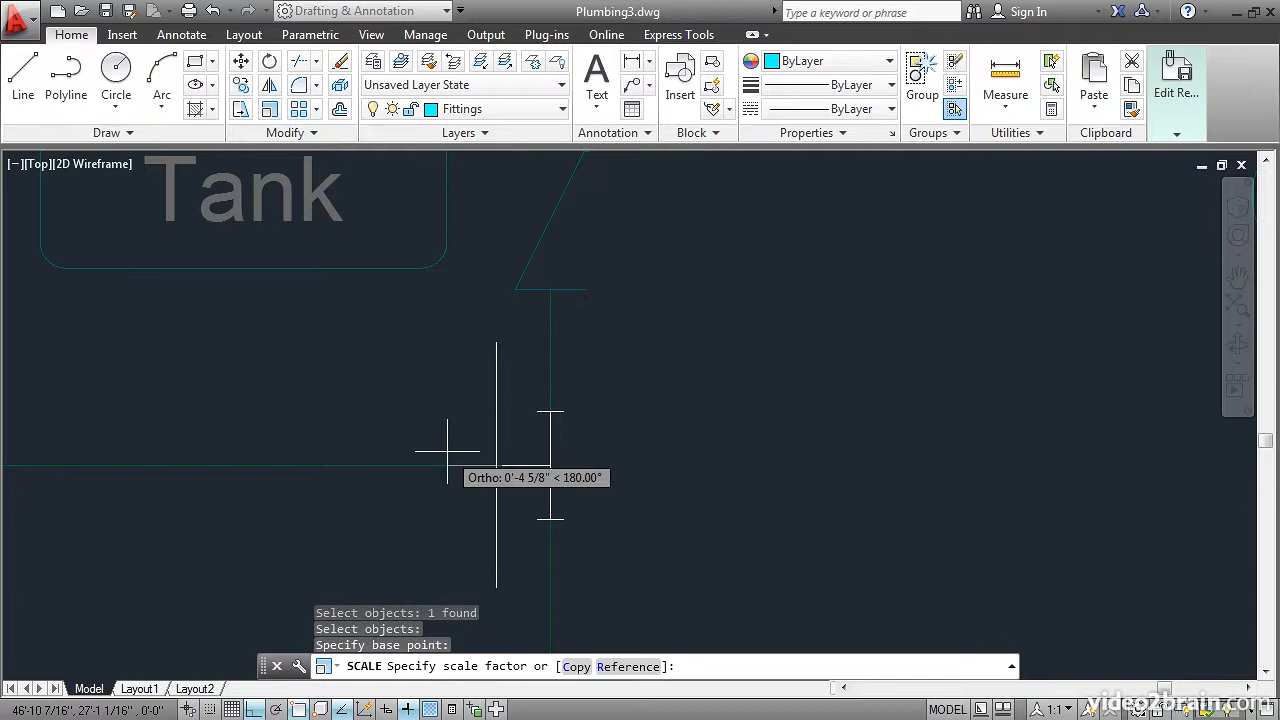 Drafting & Annotation
Plumbing3.dwg
Type a keyword or phrase
Sign In
Home Insert Annotate Layout Parametric View Manage Output Plug-ins Online Express Tools
Line Polyline Circle Arc
Unsaved Layer State
Fittings
Text
Insert
ByLayer
ByLayer
ByLayer
Group
Measure
Paste
Edit Re...
Draw Modify Layers Annotation Block Properties Groups Utilities Clipboard
[−][Top][2D Wireframe]
Tank
Ortho: 0'-4 5/8" < 180.00°
Select objects: 1 found
Select objects:
Specify base point:
SCALE Specify scale factor or [Copy Reference]:
Model Layout1 Layout2
46'-10 7/16", 27'-1 1/16", 0'-0"
MODEL
1:1
video2brain.com